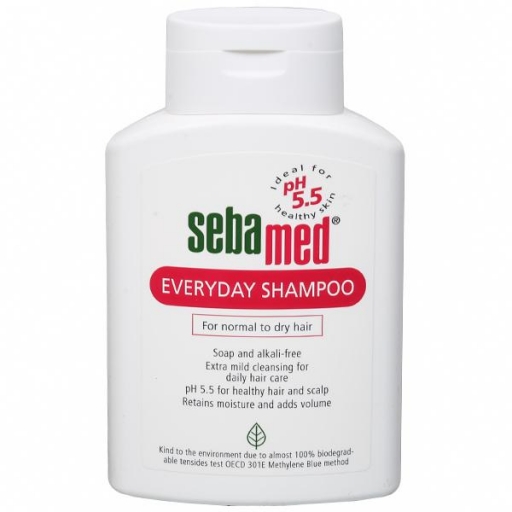 Ideal for
pH
5.5
healthy skin
sebamed®
EVERYDAY SHAMPOO
For normal to dry hair
Soap and alkali-free
Extra mild cleansing for
daily hair care
pH 5.5 for healthy hair and scalp
Retains moisture and adds volume
Kind to the environment due to almost 100% biodegrad-
able tensides test OECD 301E Methylene Blue method